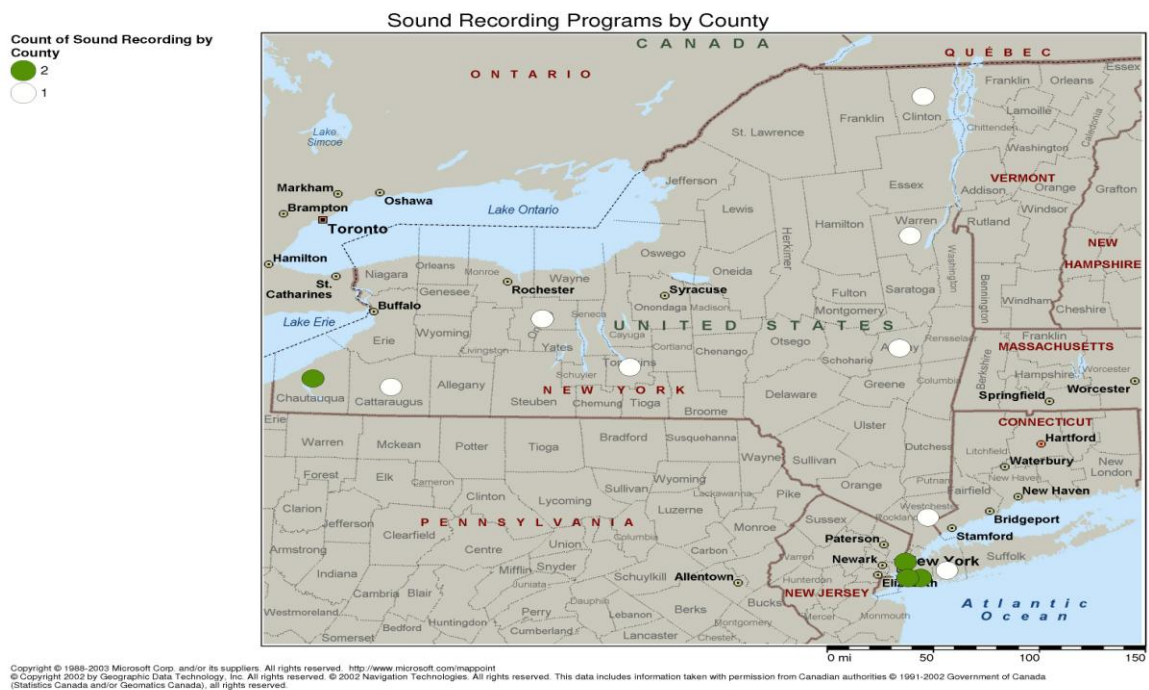 Sound Recording Programs by County
Count of Sound Recording by
County
2
1
CANADA
QUÉBEC
ONTARIO
Essex
Franklin
Orleans
Lake
Simcoe
Clinton
Franklin
St. Lawrence
Lamoille
Caledonia
Chittenden
Washington
Jefferson
Essex
VERMONT
Addison
Orange
Grafton
Markham
Oshawa
Brampton
Toronto
Lake Ontario
Lewis
Hamilton
Warren
Rutland
Windsor
Herkimer
Washington
NEW
HAMPSHIRE
Hamilton
St.
Catharines
Niagara
Orleans
Monroe
Wayne
Oswego
Oneida
Genesee
Rochester
Syracuse
Onondaga
Madison
Fulton
Saratoga
Montgomery
Bennington
Windham
Cheshire
Buffalo
Lake Erie
Erie
Wyoming
Livingston
Yates
Seneca
Cayuga
UNITED STATES
Cortland
Chenango
Otsego
Schoharie
Rensselaer
Franklin
MASSACHUSETTS
Berkshire
Hampshire
Worcester
Worcester
Springfield
Chautauqua
Cattaraugus
Allegany
Steuben
Schuyler
Chemung
Tioga
NEW YORK
Broome
Delaware
Greene
Columbia
Ulster
CONNECTICUT
Hartford
Litchfield
Waterbury
New
London
New Haven
New Haven
Fairfield
Bridgeport
Stamford
Dutchess
Putnam
Sullivan
Orange
Rockland
Erie
Warren
Mckean
Potter
Tioga
Bradford
Susquehanna
Wayne
Forest
Elk
Cameron
Sullivan
Wyoming
Lackawanna
Pike
Clarion
Clinton
Lycoming
Luzerne
Jefferson
Clearfield
PENNSYLVANIA
Columbia
Monroe
Sussex
Paterson
Armstrong
Centre
Union
Carbon
Warren
Newark
Suffolk
Indiana
Mifflin
Snyder
Juniata
Schuylkill
Allentown
Hunterdon
NEW JERSEY
Cambria
Blair
Dauphin
Lebanon
Berks
Bucks
Mercer
Monmouth
Westmoreland
Huntingdon
Perry
Montgomery
Bedford
Cumberland
Somerset
Lancaster
Chester
Atlantic
Ocean
0 mi 50 100 150
Copyright © 1988-2003 Microsoft Corp. and/or its suppliers. All rights reserved. http://www.microsoft.com/mappoint
© Copyright 2002 by Geographic Data Technology, Inc. All rights reserved. © 2002 Navigation Technologies. All rights reserved. This data includes information taken with permission from Canadian authorities © 1991-2002 Government of Canada
(Statistics Canada and/or Geomatics Canada), all rights reserved.